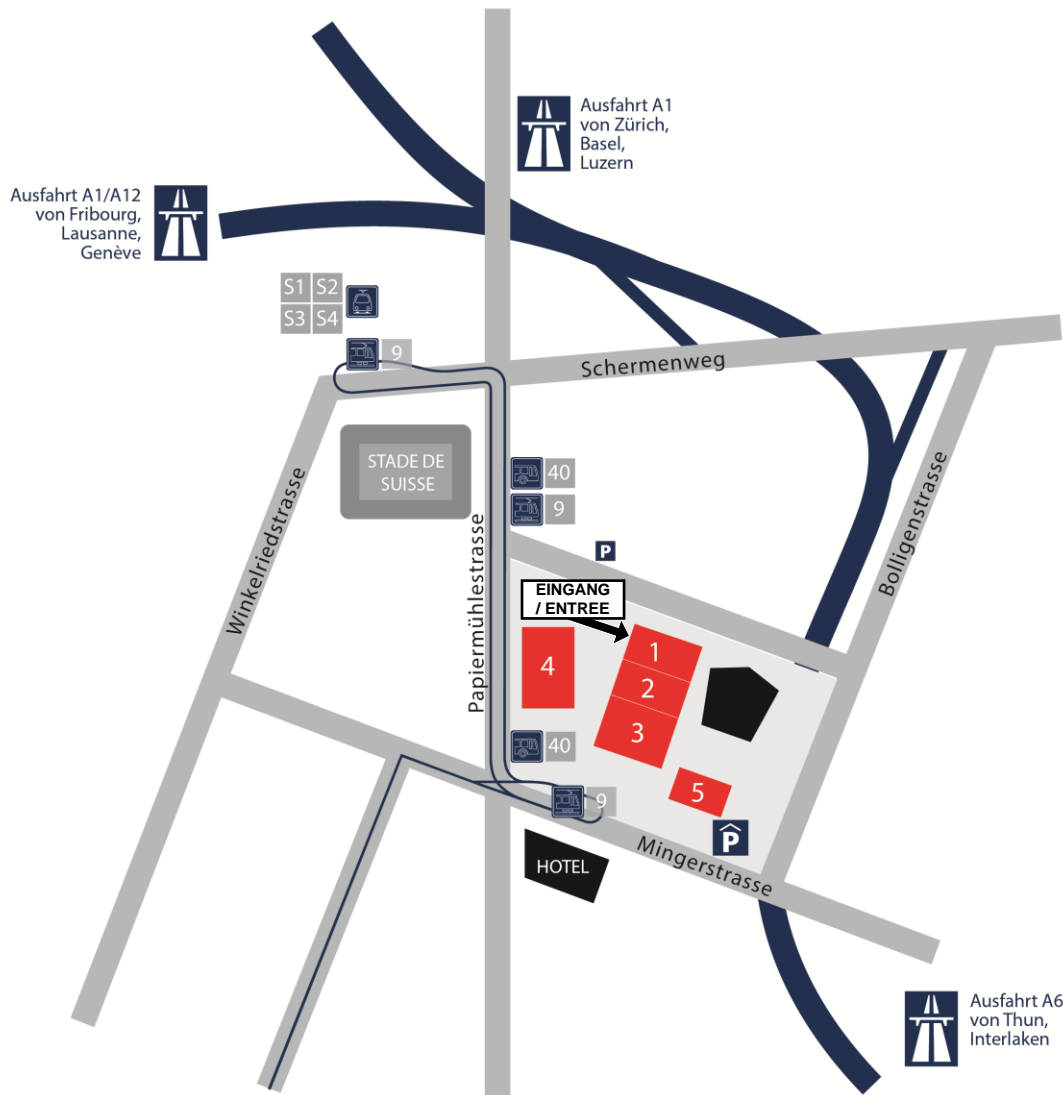 Ausfahrt A1
von Zürich,
Basel,
Luzern
Ausfahrt A1/A12
von Fribourg,
Lausanne,
Genève
S1 S2
S3 S4
9
Schermenweg
STADE DE
SUISSE
40
9
Winkelriedstrasse
Papiermühlestrasse
Bolligenstrasse
P
EINGANG
/ ENTREE
1
4
2
3
40
5
9
P
Mingerstrasse
HOTEL
Ausfahrt A6
von Thun,
Interlaken